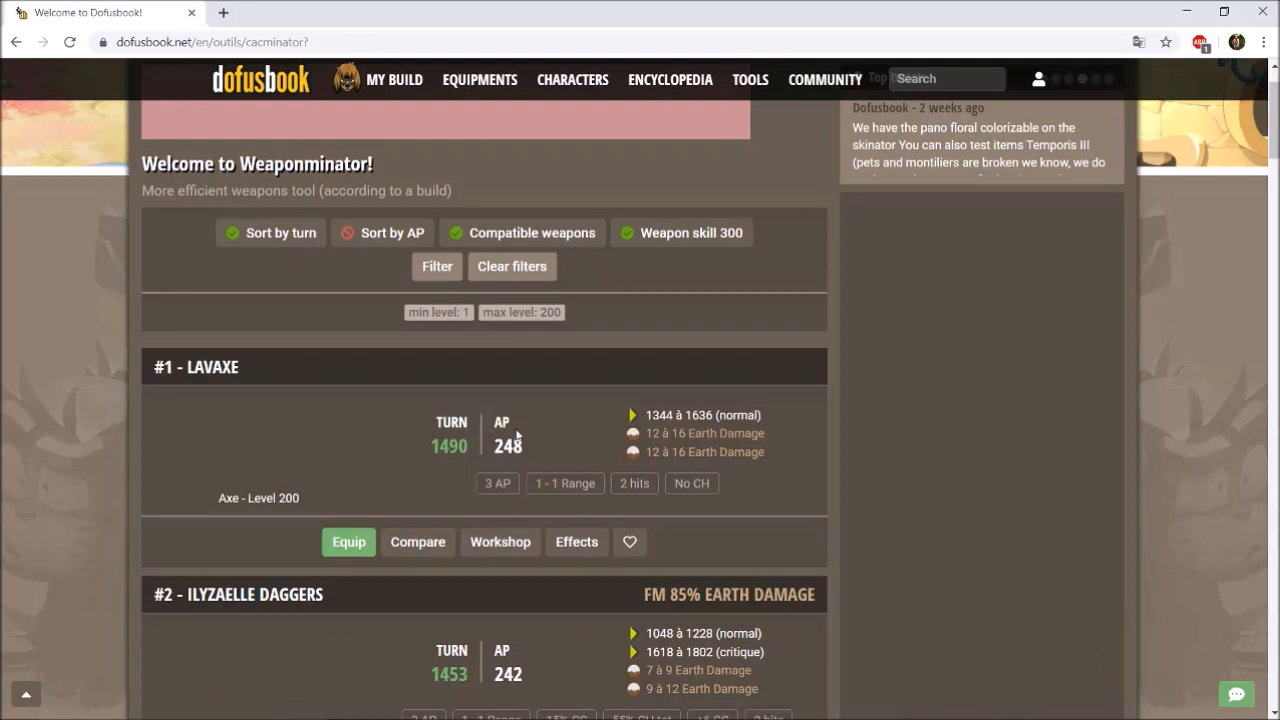 Welcome to Dofusbook!
dofusbook.net/en/outils/cacminator?
dofusbook MY BUILD EQUIPMENTS CHARACTERS ENCYCLOPEDIA TOOLS COMMUNITY Search
Dofusbook - 2 weeks ago
We have the pano floral colorizable on the
skinator You can also test items Temporis III
(pets and montiliers are broken we know, we do
Welcome to Weaponminator!
More efficient weapons tool (according to a build)
Sort by turn Sort by AP Compatible weapons Weapon skill 300
Filter Clear filters
min level: 1 max level: 200
#1 - LAVAXE
TURN AP
1490 248
1344 à 1636 (normal)
12 à 16 Earth Damage
12 à 16 Earth Damage
3 AP 1 - 1 Range 2 hits No CH
Axe - Level 200
Equip Compare Workshop Effects
#2 - ILYZAELLE DAGGERS FM 85% EARTH DAMAGE
TURN AP
1453 242
1048 à 1228 (normal)
1618 à 1802 (critique)
7 à 9 Earth Damage
9 à 12 Earth Damage